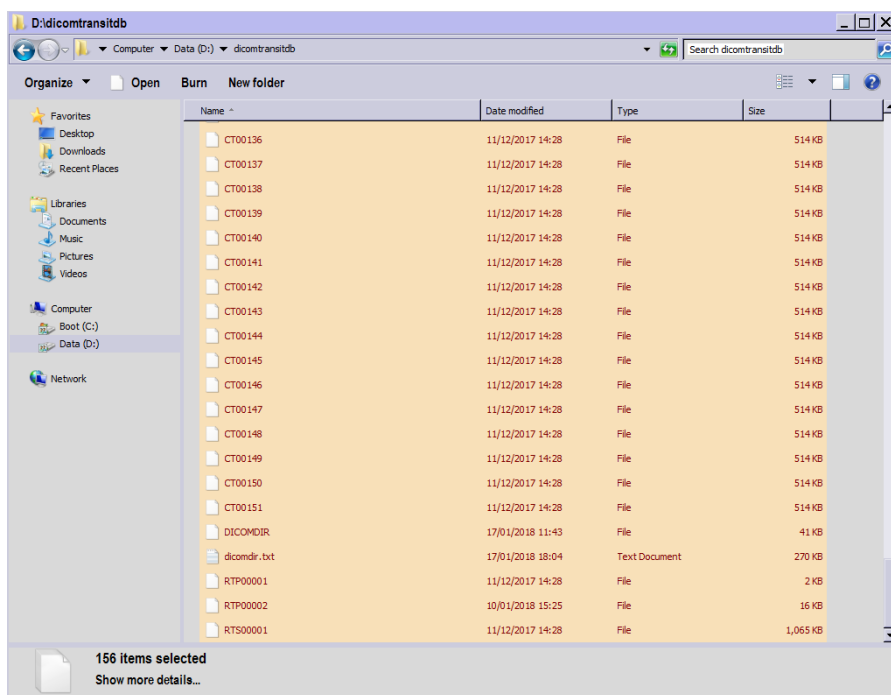 D:\dicomtransitdb
Computer Data (D:) dicomtransitdb
Search dicomtransitdb
Organize Open Burn New folder
Favorites
Desktop
Downloads
Recent Places
Libraries
Documents
Music
Pictures
Videos
Computer
Boot (C:)
Data (D:)
Network
Name Date modified Type Size
CT00136 11/12/2017 14:28 File 514 KB
CT00137 11/12/2017 14:28 File 514 KB
CT00138 11/12/2017 14:28 File 514 KB
CT00139 11/12/2017 14:28 File 514 KB
CT00140 11/12/2017 14:28 File 514 KB
CT00141 11/12/2017 14:28 File 514 KB
CT00142 11/12/2017 14:28 File 514 KB
CT00143 11/12/2017 14:28 File 514 KB
CT00144 11/12/2017 14:28 File 514 KB
CT00145 11/12/2017 14:28 File 514 KB
CT00146 11/12/2017 14:28 File 514 KB
CT00147 11/12/2017 14:28 File 514 KB
CT00148 11/12/2017 14:28 File 514 KB
CT00149 11/12/2017 14:28 File 514 KB
CT00150 11/12/2017 14:28 File 514 KB
CT00151 11/12/2017 14:28 File 514 KB
DICOMDIR 17/01/2018 11:43 File 41 KB
dicomdir.txt 17/01/2018 18:04 Text Document 270 KB
RTP00001 11/12/2017 14:28 File 2 KB
RTP00002 10/01/2018 15:25 File 16 KB
RTS00001 11/12/2017 14:28 File 1,065 KB
156 items selected
Show more details...